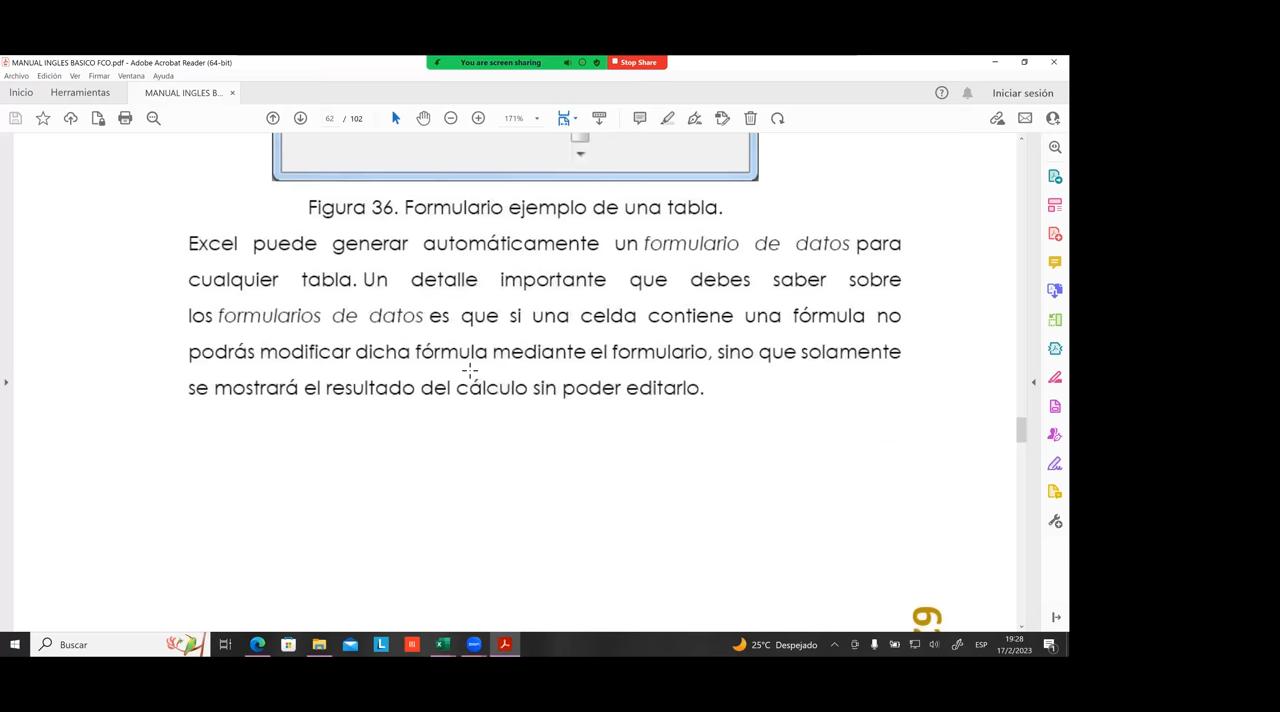 MANUAL INGLES BASICO FCO.pdf - Adobe Acrobat Reader (64-bit)
You are screen sharing
Stop Share
Archivo Edición Ver Firmar Ventana Ayuda
Inicio Herramientas MANUAL INGLES B... × Iniciar sesión
62 / 102 171%
Figura 36. Formulario ejemplo de una tabla.
Excel puede generar automáticamente un formulario de datos para
cualquier tabla. Un detalle importante que debes saber sobre
los formularios de datos es que si una celda contiene una fórmula no
podrás modificar dicha fórmula mediante el formulario, sino que solamente
se mostrará el resultado del cálculo sin poder editarlo.
Buscar
25°C Despejado
ESP
19:28
17/2/2023